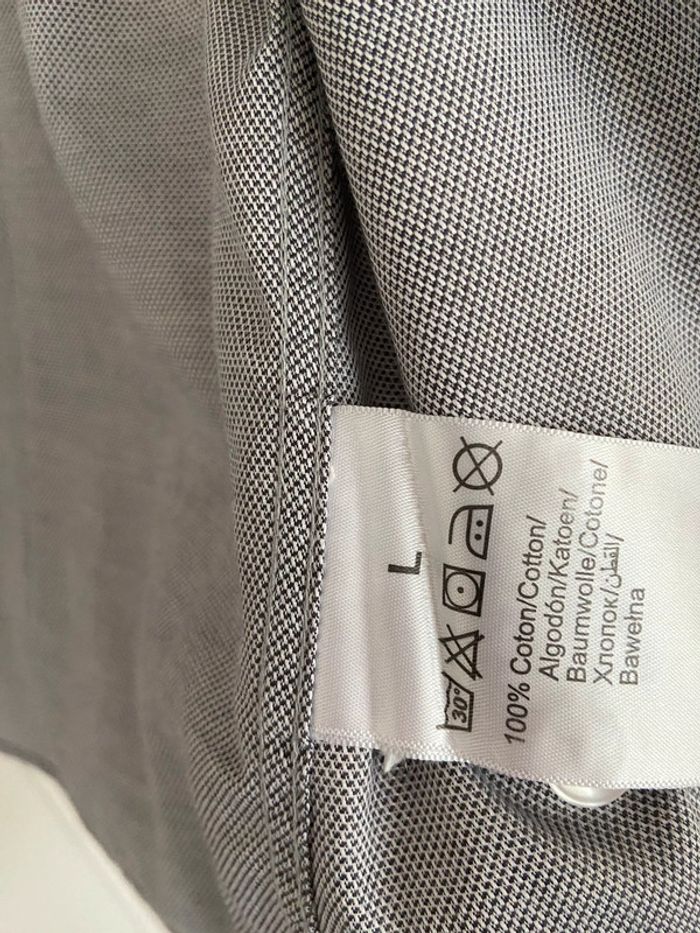 L
30°
100% Coton/Cotton/
Algodón/Katoen/
Baumwolle/Cotone/
Хлопок/القطن/
Bawełna